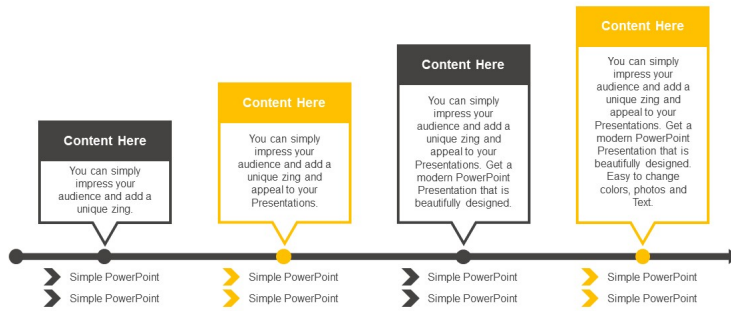 Content Here
You can simply
impress your
audience and add a
unique zing.
Content Here
You can simply
impress your
audience and add a
unique zing and
appeal to your
Presentations.
Content Here
You can simply
impress your
audience and add a
unique zing and
appeal to your
Presentations. Get a
modern PowerPoint
Presentation that is
beautifully designed.
Content Here
You can simply
impress your
audience and add a
unique zing and
appeal to your
Presentations. Get a
modern PowerPoint
Presentation that is
beautifully designed.
Easy to change
colors, photos and
Text.
Simple PowerPoint
Simple PowerPoint
Simple PowerPoint
Simple PowerPoint
Simple PowerPoint
Simple PowerPoint
Simple PowerPoint
Simple PowerPoint